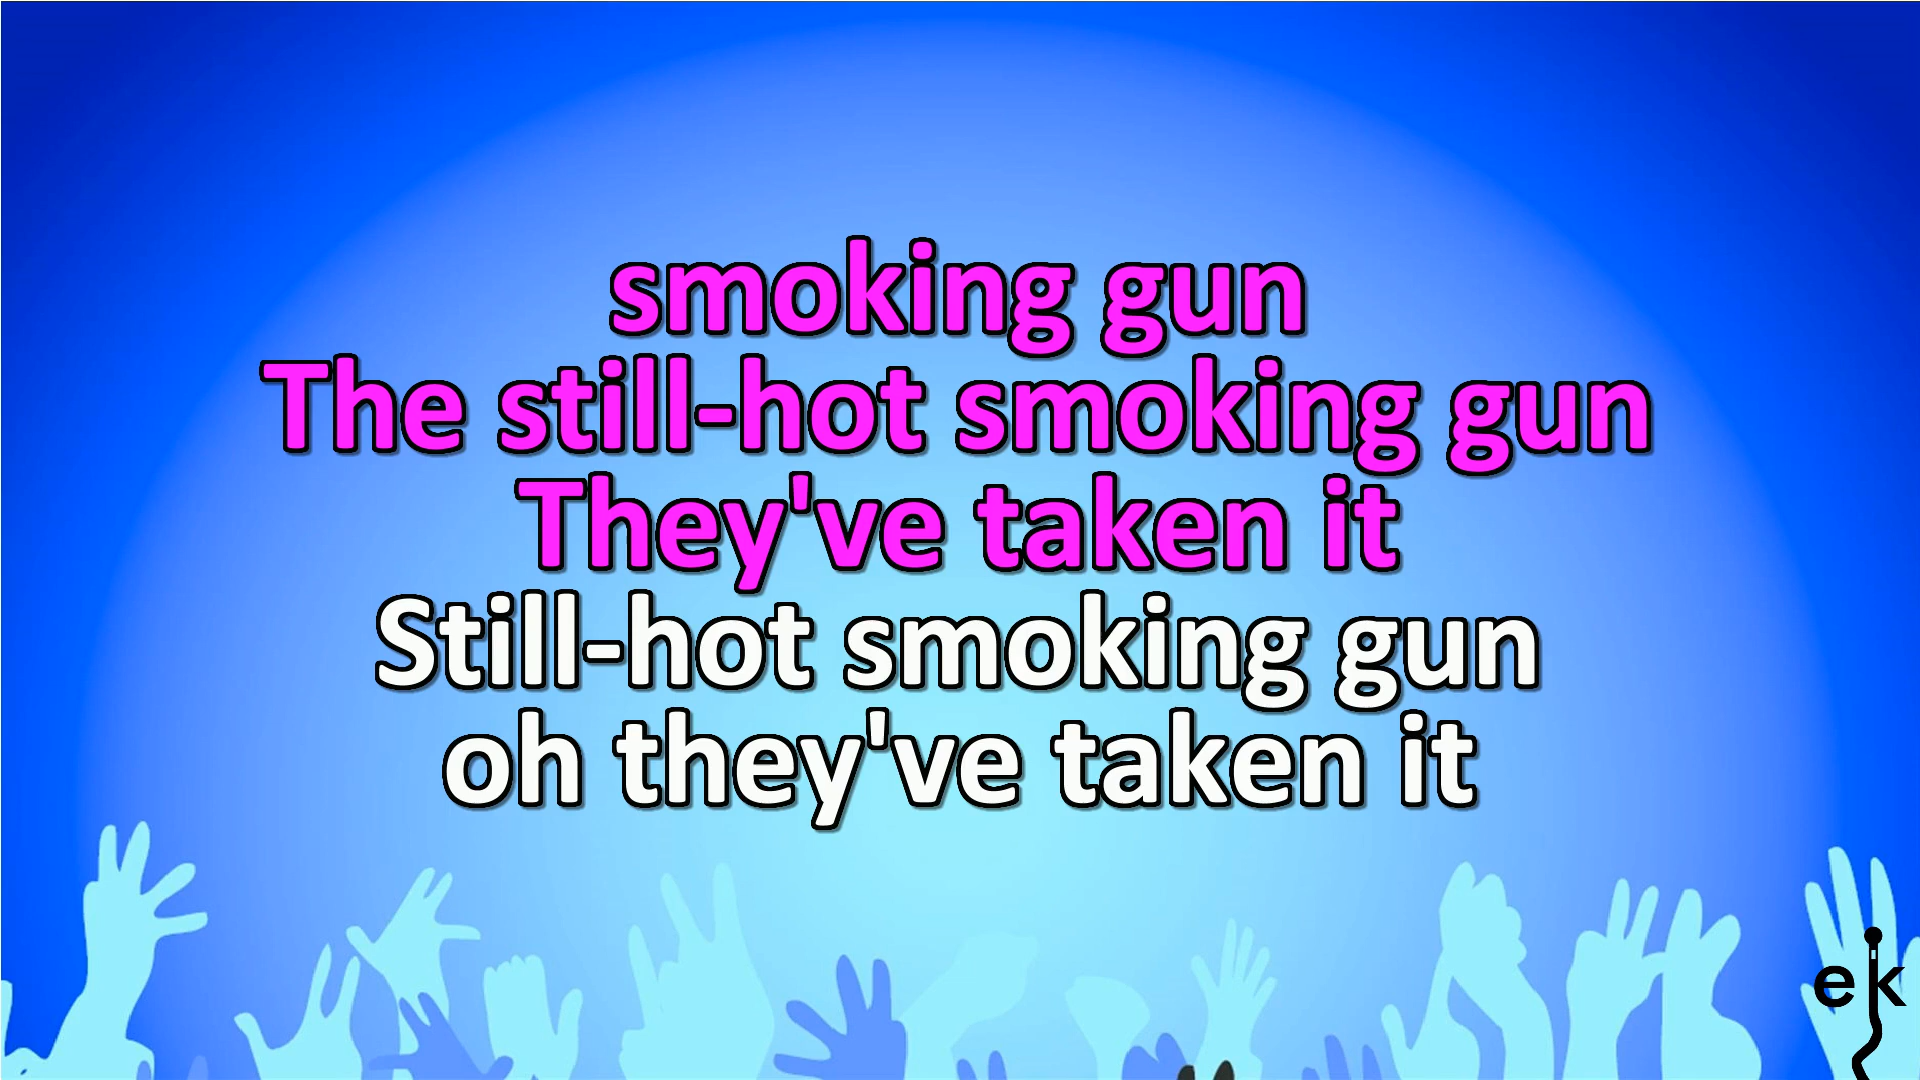 smoking gun
The still-hot smoking gun
They've taken it
Still-hot smoking gun
oh they've taken it
ek